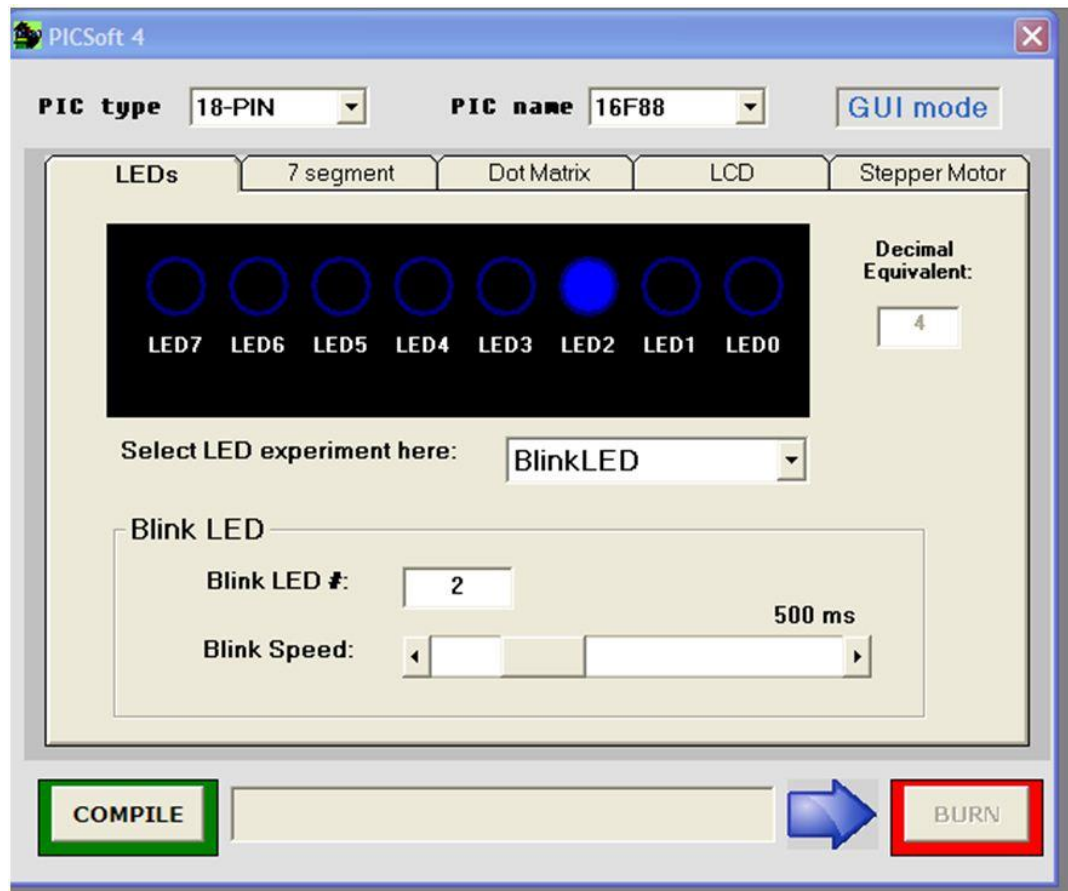 PICSoft 4
PIC type 18-PIN PIC name 16F88 GUI mode
LEDs 7 segment Dot Matrix LCD Stepper Motor
Decimal
Equivalent:
4
LED7 LED6 LED5 LED4 LED3 LED2 LED1 LED0
Select LED experiment here: BlinkLED
Blink LED
Blink LED #: 2
500 ms
Blink Speed:
COMPILE BURN